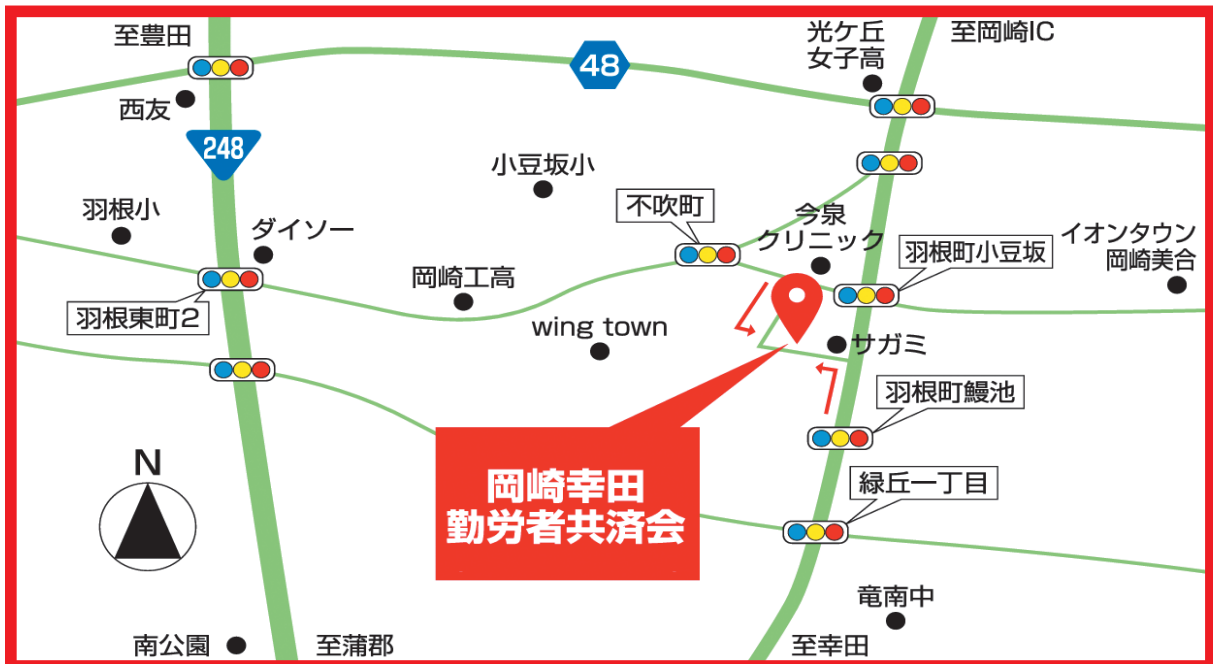 至豊田
西友
248
48
光ケ丘
女子高
至岡崎IC
小豆坂小
羽根小
ダイソー
不吹町
今泉
クリニック
羽根町小豆坂
イオンタウン
岡崎美合
岡崎工高
羽根東町2
wing town
サガミ
羽根町鰻池
N
岡崎幸田
勤労者共済会
緑丘一丁目
竜南中
南公園
至蒲郡
至幸田